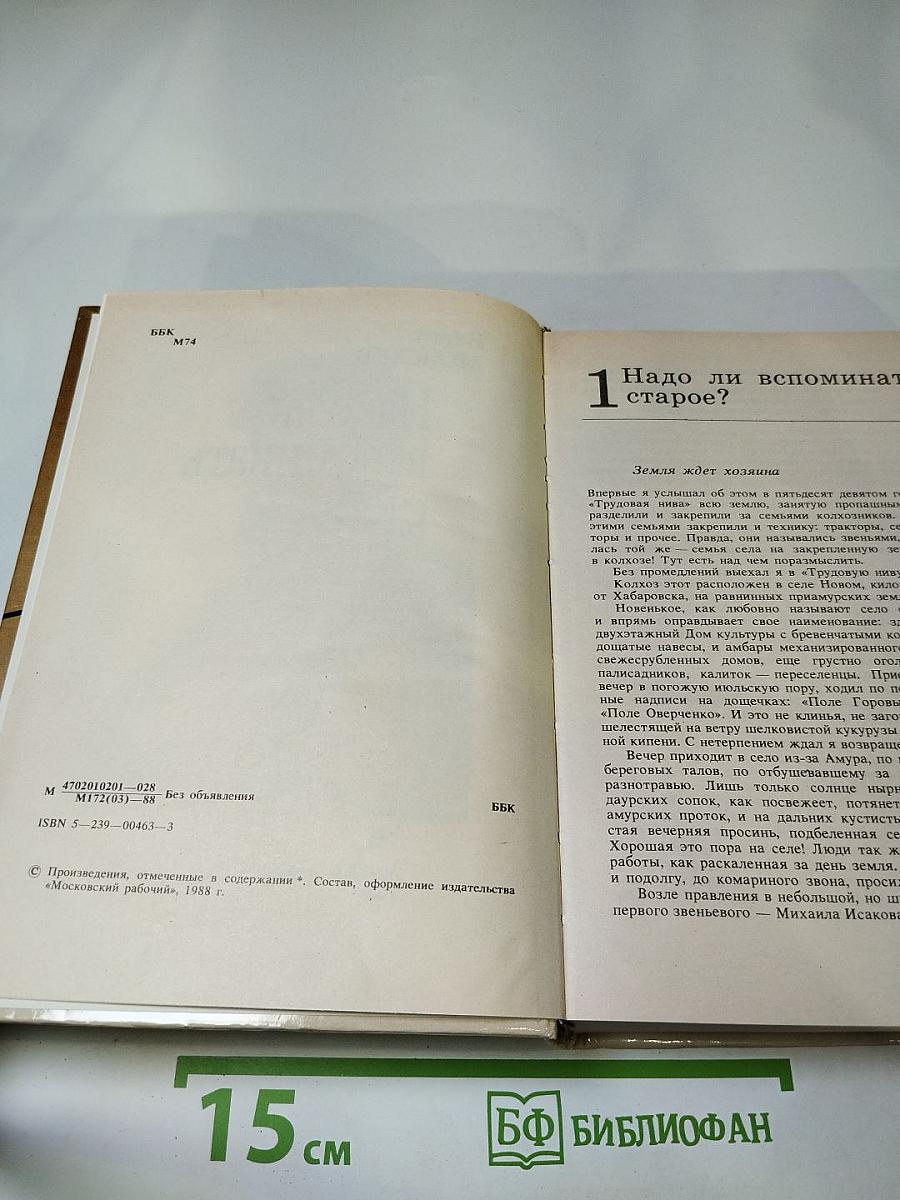 ББК
М74
М 4702010201—028
М172(03)—88 Без объявления
ББК
ISBN 5—239—00463—3
© Произведения, отмеченные в содержании *. Состав, оформление издательства
«Московский рабочий», 1988 г.
1 Надо ли вспоминат
старое?
Земля ждет хозяина
Впервые я услышал об этом в пятьдесят девятом г
«Трудовая нива» всю землю, занятую пропашным
разделили и закрепили за семьями колхозников.
этими семьями закрепили и технику: тракторы, се
торы и прочее. Правда, они назывались звеньями,
лась той же — семья села на закрепленную зе
в колхозе! Тут есть над чем поразмыслить.
Без промедлений выехал я в «Трудовую ниву
Колхоз этот расположен в селе Новом, кило
от Хабаровска, на равнинных приамурских зем
Новенькое, как любовно называют село
и впрямь оправдывает свое наименование: зд
двухэтажный Дом культуры с бревенчатыми ко
дощатые навесы, и амбары механизированного
свежесрубленных домов, еще грустно огол
палисадников, калиток — переселенцы. Прие
вечер в погожую июльскую пору, ходил по по
ные надписи на дощечках: «Поле Горовы
«Поле Оверченко». И это не клинья, не заго
шелестящей на ветру шелковистой кукурузы
ной кипени. С нетерпением ждал я возвраще
Вечер приходит в село из-за Амура, по
береговых талов, по отбушевавшему за
разнотравью. Лишь только солнце нырн
даурских сопок, как посвежеет, потянет
амурских проток, и на дальних кустисты
стая вечерняя просинь, подбеленная се
Хорошая это пора на селе! Люди так ж
работы, как раскаленная за день земля.
и подолгу, до комариного звона, проси
Возле правления в небольшой, но ш
первого звеньевого — Михаила Исаков
15 см
БФ БИБЛИОФАН